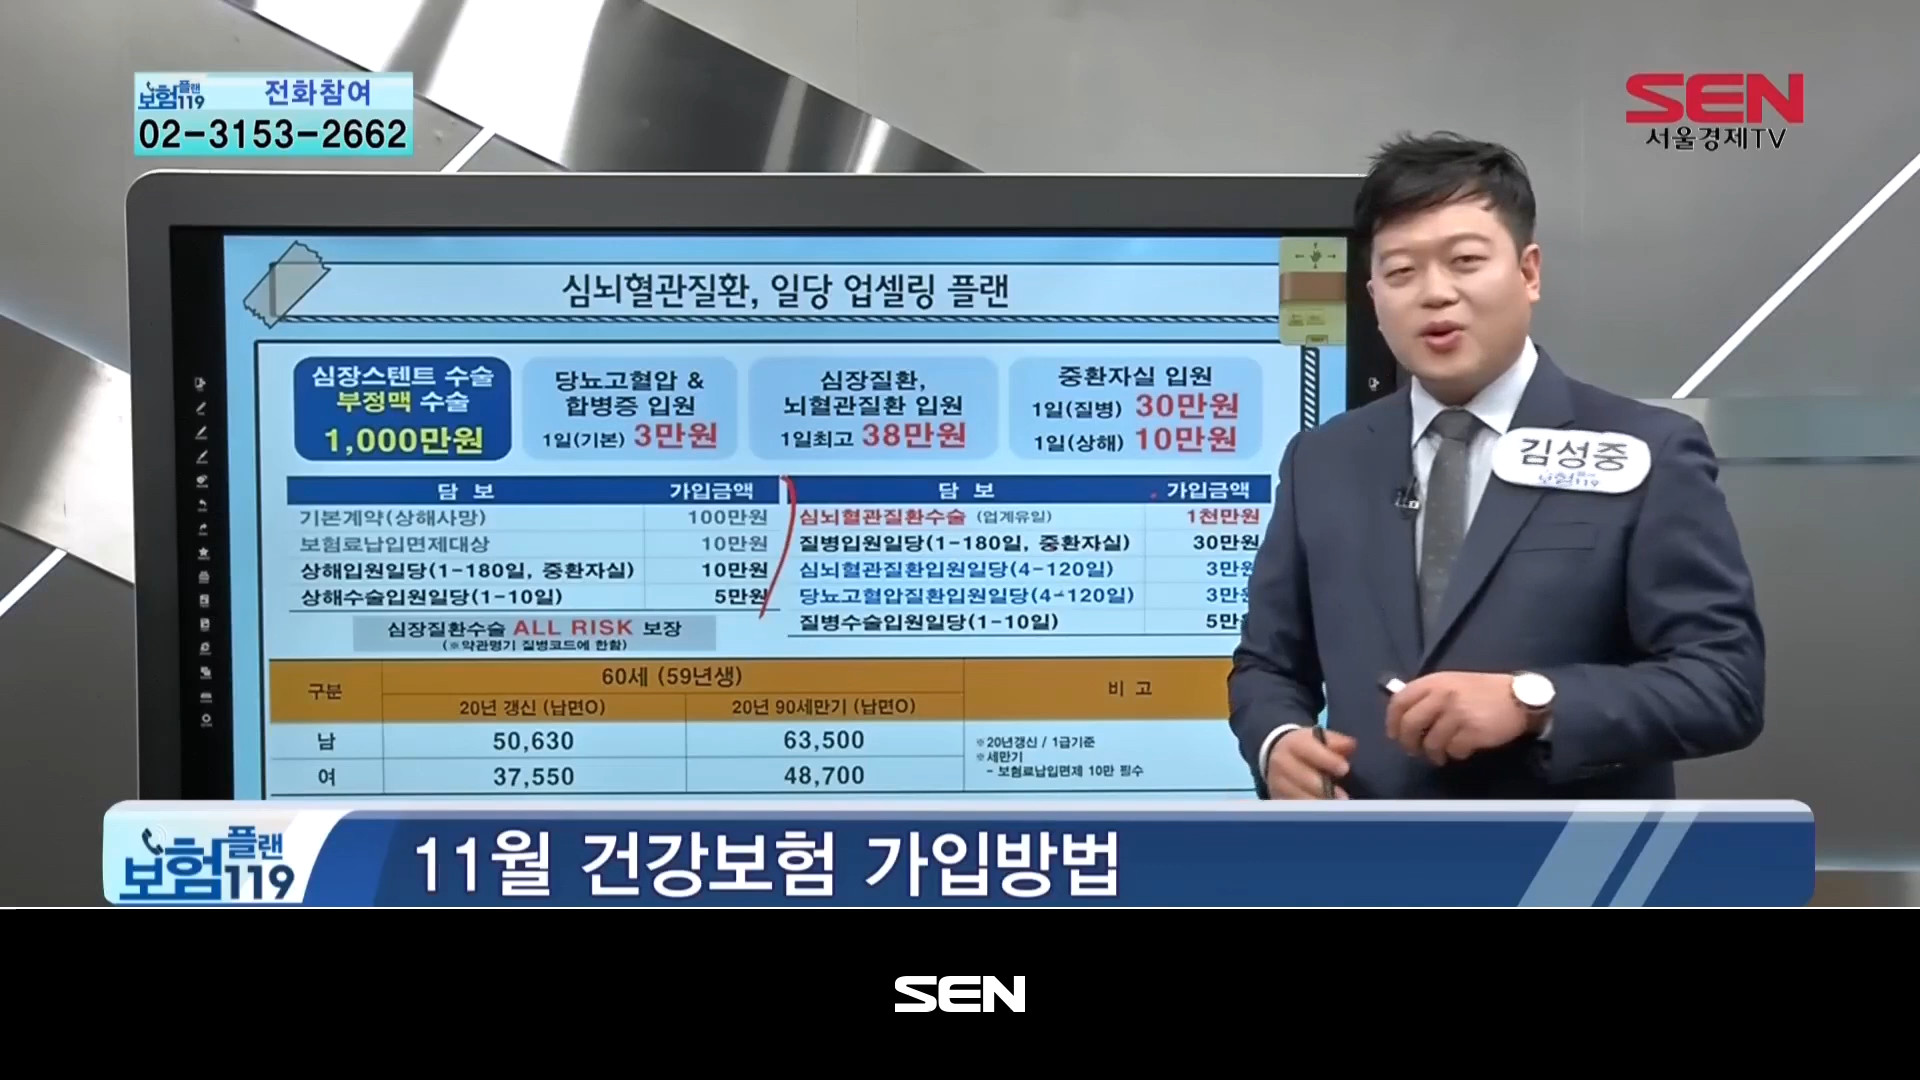 보험플랜119 전화참여
02-3153-2662
SEN
서울경제TV
심뇌혈관질환, 일당 업셀링 플랜
심장스텐트 수술
부정맥 수술
1,000만원
당뇨고혈압 &
합병증 입원
1일(기본) 3만원
심장질환,
뇌혈관질환 입원
1일최고 38만원
중환자실 입원
1일(질병) 30만원
1일(상해) 10만원
담 보 가입금액
기본계약(상해사망) 100만원
보험료납입면제대상 10만원
상해입원일당(1-180일, 중환자실) 10만원
상해수술입원일당(1-10일) 5만원
심장질환수술 ALL RISK 보장
(※약관명기 질병코드에 한함)
담 보 가입금액
심뇌혈관질환수술 (업계유일) 1천만원
질병입원일당(1-180일, 중환자실) 30만원
심뇌혈관질환입원일당(4-120일) 3만원
당뇨고혈압질환입원일당(4-120일) 3만원
질병수술입원일당(1-10일) 5만
구분 60세 (59년생) 비 고
20년 갱신 (납면O) 20년 90세만기 (납면O)
남 50,630 63,500
여 37,550 48,700
※20년갱신 / 1급기준
※세만기
- 보험료납입면제 10만 필수
김성중
보험플랜119
보험플랜119
11월 건강보험 가입방법
SEN